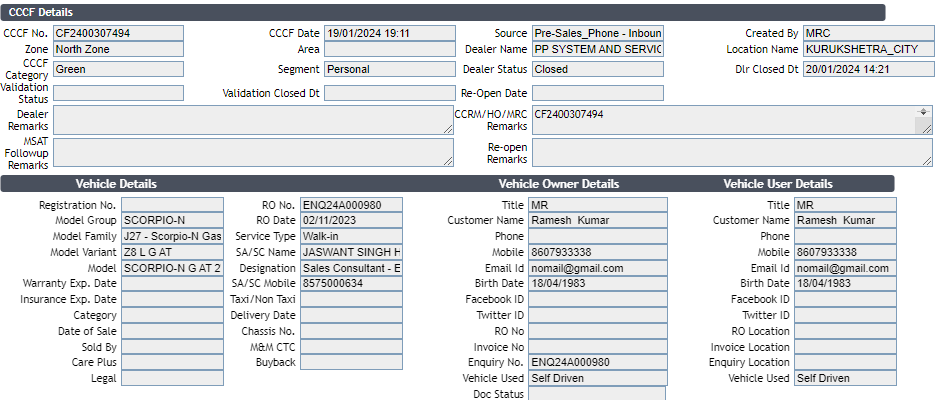 CCCF Details
CCCF No. CF2400307494 CCCF Date 19/01/2024 19:11 Source Pre-Sales_Phone - Inboun Created By MRC
Zone North Zone Area Dealer Name PP SYSTEM AND SERVIC Location Name KURUKSHETRA_CITY
CCCF Category Green Segment Personal Dealer Status Closed Dlr Closed Dt 20/01/2024 14:21
Validation Status Validation Closed Dt Re-Open Date
Dealer Remarks CCRM/HO/MRC Remarks CF2400307494
MSAT Followup Remarks Re-open Remarks
Vehicle Details Vehicle Owner Details Vehicle User Details
Registration No. RO No. ENQ24A000980 Title MR Title MR
Model Group SCORPIO-N RO Date 02/11/2023 Customer Name Ramesh Kumar Customer Name Ramesh Kumar
Model Family J27 - Scorpio-N Gas Service Type Walk-in Phone Phone
Model Variant Z8 L G AT SA/SC Name JASWANT SINGH H Mobile 8607933338 Mobile 8607933338
Model SCORPIO-N G AT 2 Designation Sales Consultant - E Email Id nomail@gmail.com Email Id nomail@gmail.com
Warranty Exp. Date SA/SC Mobile 8575000634 Birth Date 18/04/1983 Birth Date 18/04/1983
Insurance Exp. Date Taxi/Non Taxi Facebook ID Facebook ID
Category Delivery Date Twitter ID Twitter ID
Date of Sale Chassis No. RO No RO Location
Sold By M&M CTC Invoice No Invoice Location
Care Plus Buyback Enquiry No. ENQ24A000980 Enquiry Location
Legal Vehicle Used Self Driven Vehicle Used Self Driven
Doc Status